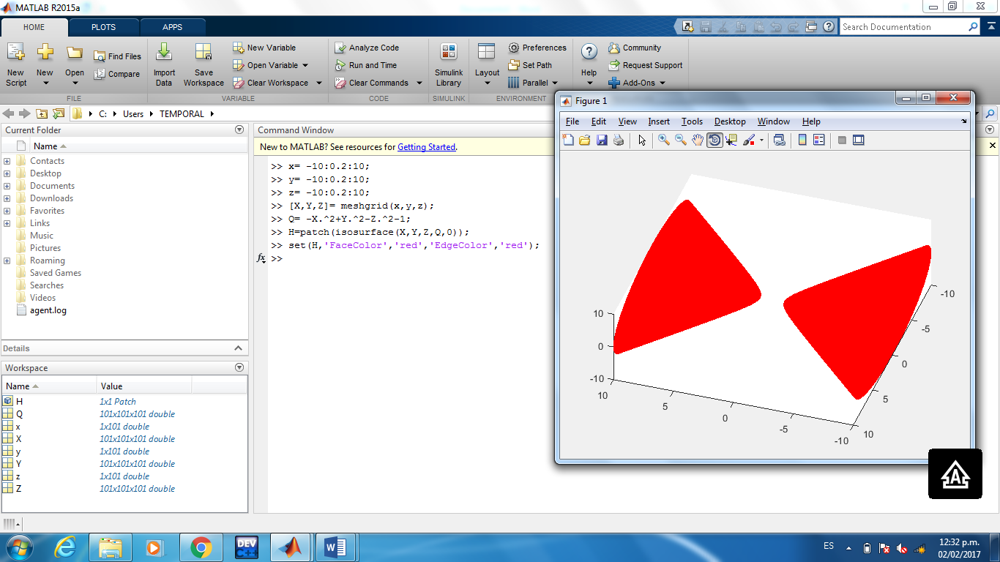 MATLAB R2015a
HOME PLOTS APPS
Search Documentation
New Script
New
Open
Find Files
Compare
FILE
Import Data
Save Workspace
New Variable
Open Variable
Clear Workspace
VARIABLE
Analyze Code
Run and Time
Clear Commands
CODE
Simulink Library
SIMULINK
Layout
Preferences
Set Path
Parallel
ENVIRONMENT
Help
Community
Request Support
Add-Ons
C: Users TEMPORAL
Current Folder
Name
Contacts
Desktop
Documents
Downloads
Favorites
Links
Music
Pictures
Roaming
Saved Games
Searches
Videos
agent.log
Details
Workspace
Name Value
H 1x1 Patch
Q 101x101x101 double
x 1x101 double
X 101x101x101 double
y 1x101 double
Y 101x101x101 double
z 1x101 double
Z 101x101x101 double
Command Window
New to MATLAB? See resources for Getting Started.
>> x= -10:0.2:10;
>> y= -10:0.2:10;
>> z= -10:0.2:10;
>> [X,Y,Z]= meshgrid(x,y,z);
>> Q= -X.^2+Y.^2-Z.^2-1;
>> H=patch(isosurface(X,Y,Z,Q,0));
>> set(H,'FaceColor','red','EdgeColor','red');
fx >>
Figure 1
File Edit View Insert Tools Desktop Window Help
10
0
-10
10
5
0
-5
-10
-10
-5
0
5
10
A
DEV C++
W
ES
12:32 p.m.
02/02/2017